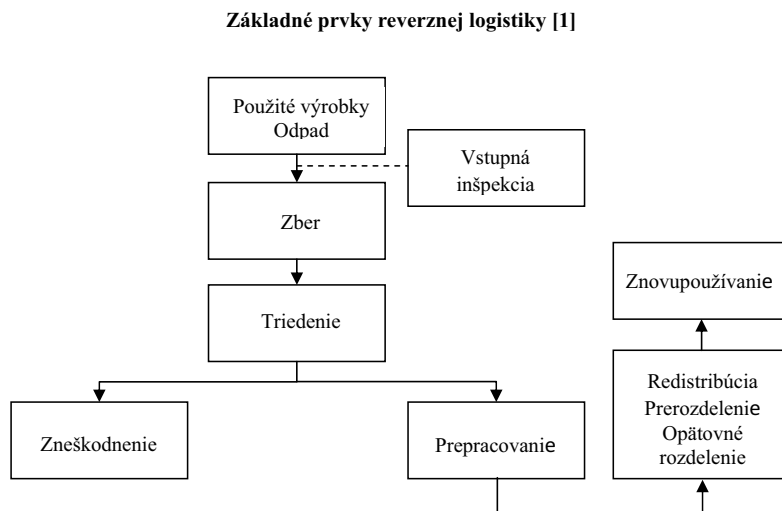 Základné prvky reverznej logistiky [1]
Použité výrobky
Odpad
Vstupná
inšpekcia
Zber
Triedenie
Znovupoužívanie
Zneškodnenie
Prepracovanie
Redistribúcia
Prerozdelenie
Opätovné
rozdelenie